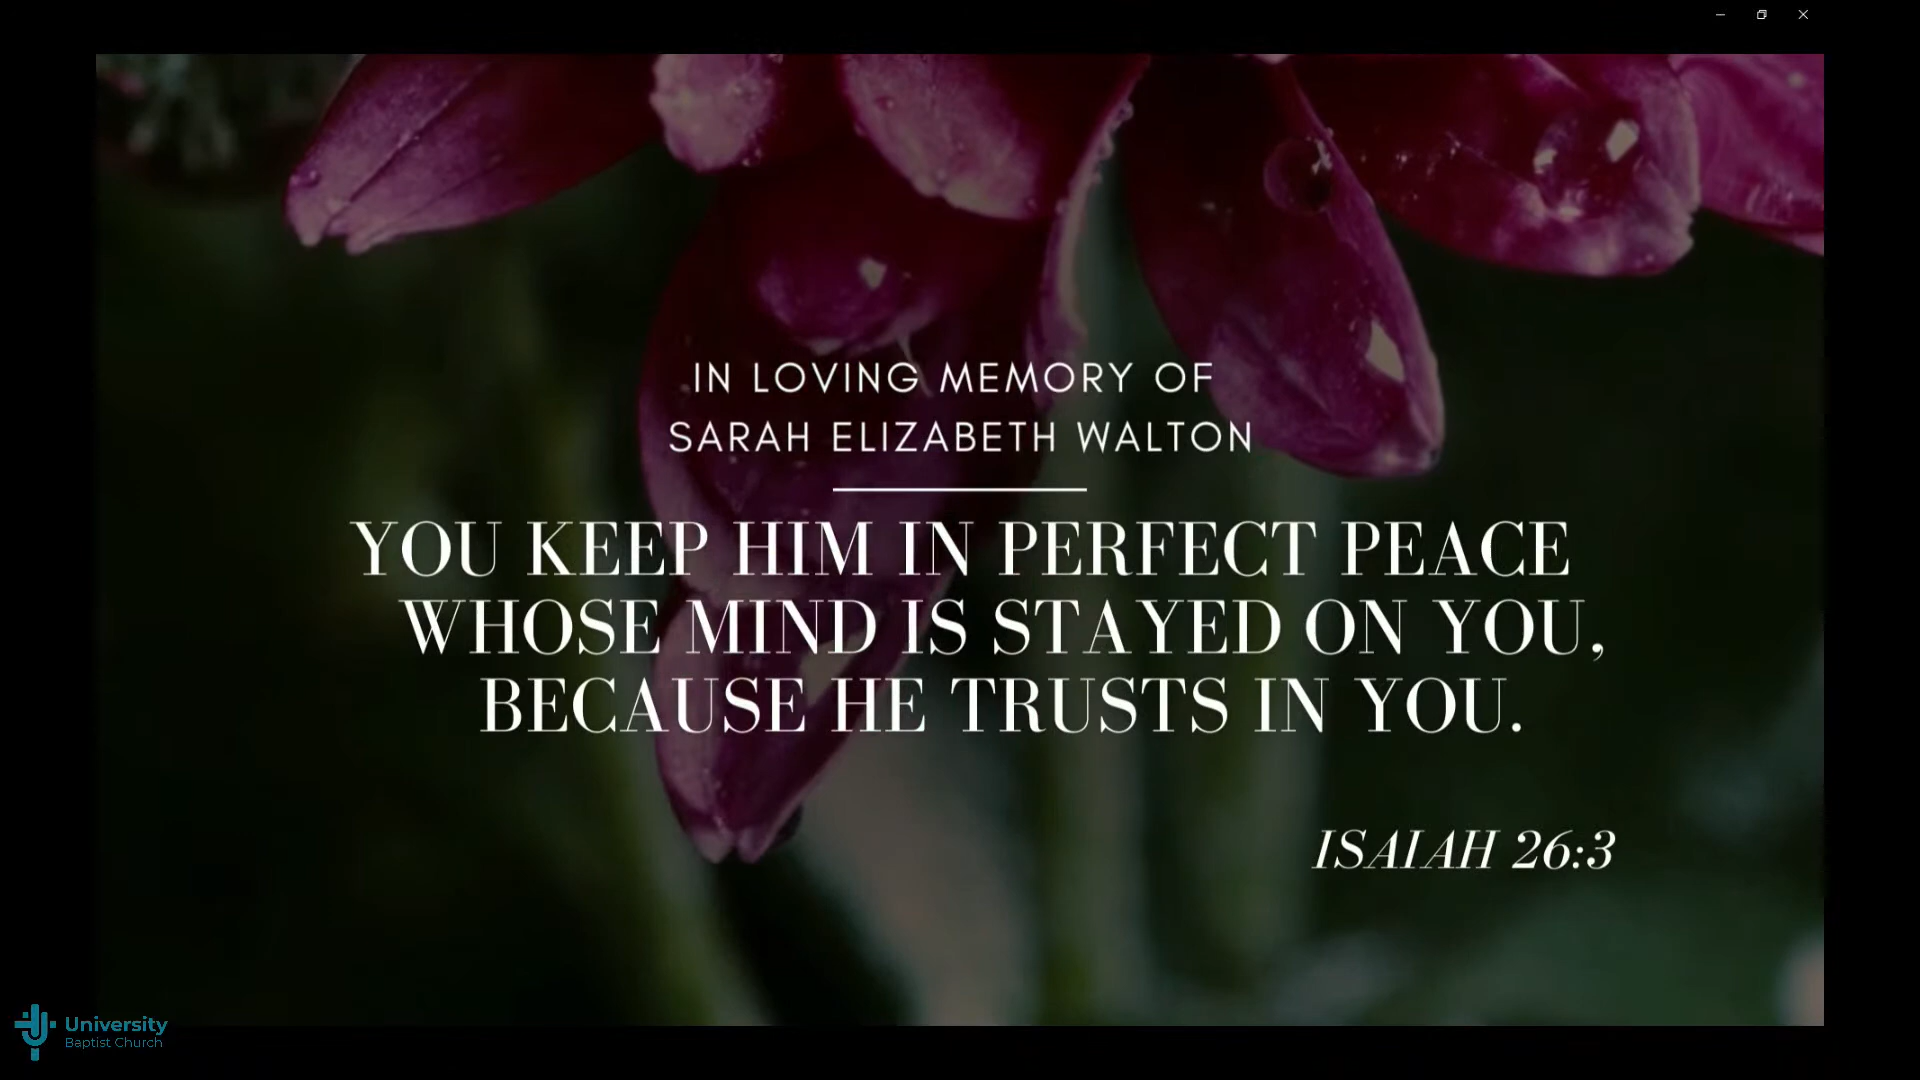 IN LOVING MEMORY OF
SARAH ELIZABETH WALTON
YOU KEEP HIM IN PERFECT PEACE
WHOSE MIND IS STAYED ON YOU,
BECAUSE HE TRUSTS IN YOU.
ISAIAH 26:3
University
Baptist Church